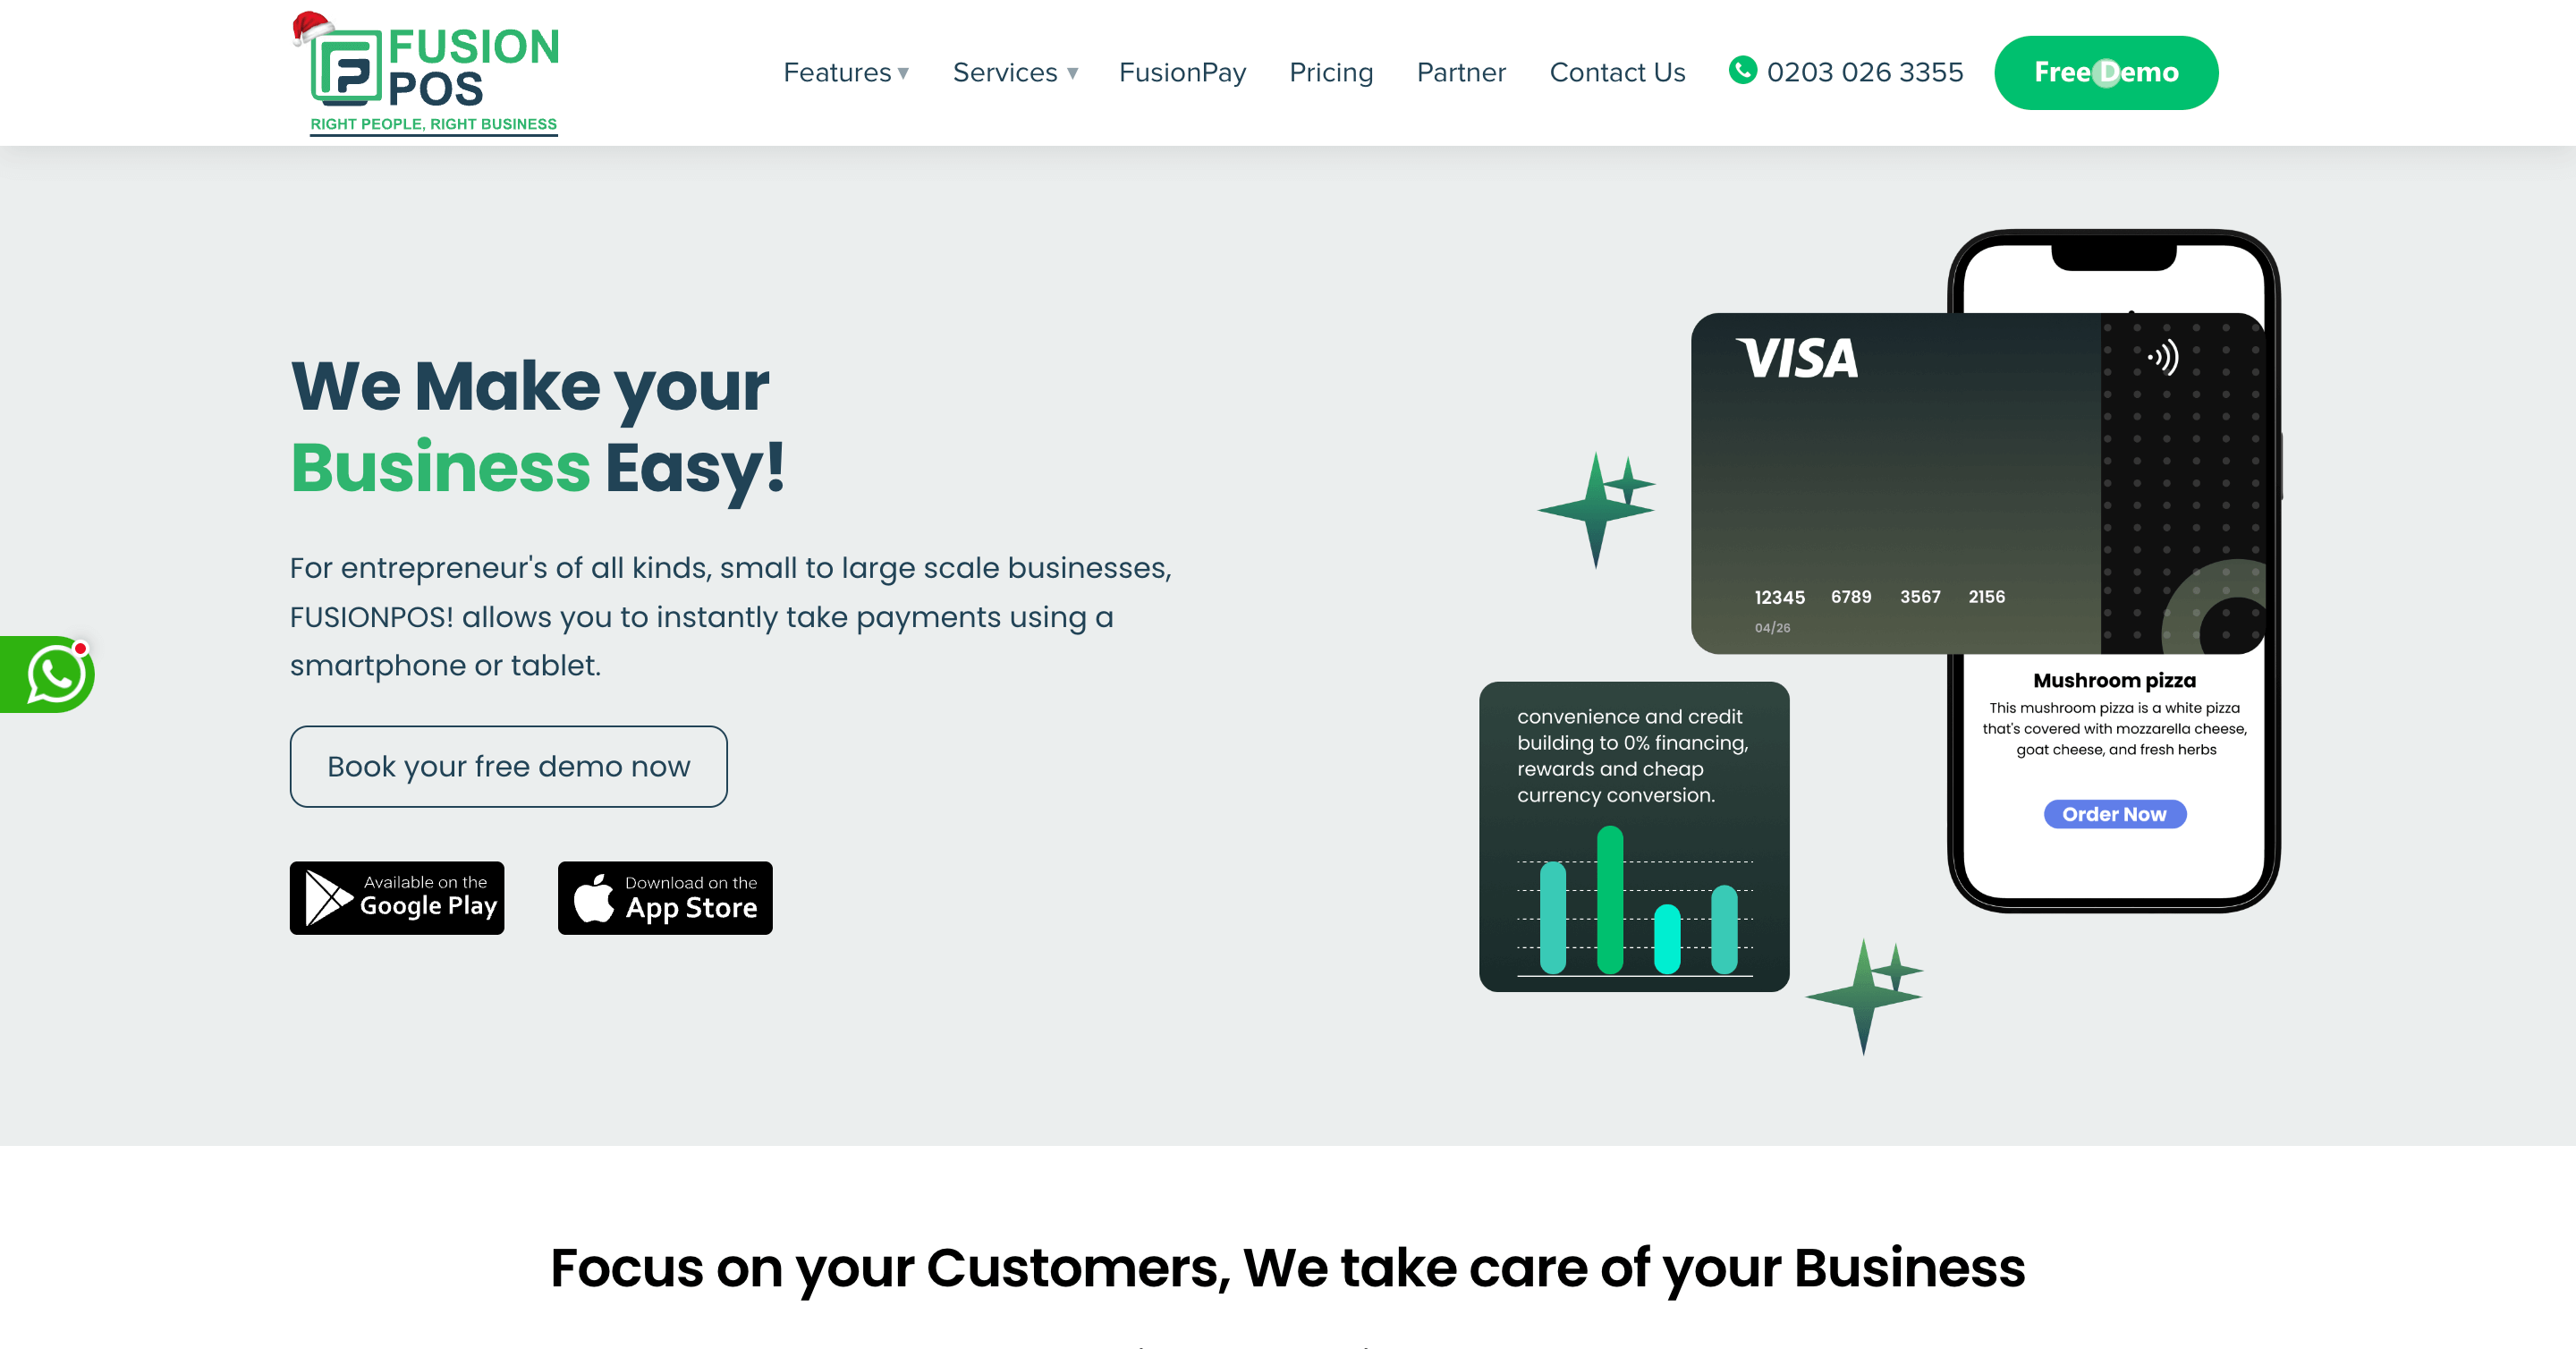 FUSION
POS
RIGHT PEOPLE, RIGHT BUSINESS
Features ▾ Services ▾ FusionPay Pricing Partner Contact Us 0203 026 3355 Free Demo
We Make your
Business Easy!
For entrepreneur's of all kinds, small to large scale businesses,
FUSIONPOS! allows you to instantly take payments using a
smartphone or tablet.
Book your free demo now
Available on the
Google Play
Download on the
App Store
VISA
12345 6789 3567 2156
04/26
Mushroom pizza
This mushroom pizza is a white pizza
that's covered with mozzarella cheese,
goat cheese, and fresh herbs
Order Now
convenience and credit
building to 0% financing,
rewards and cheap
currency conversion.
Focus on your Customers, We take care of your Business